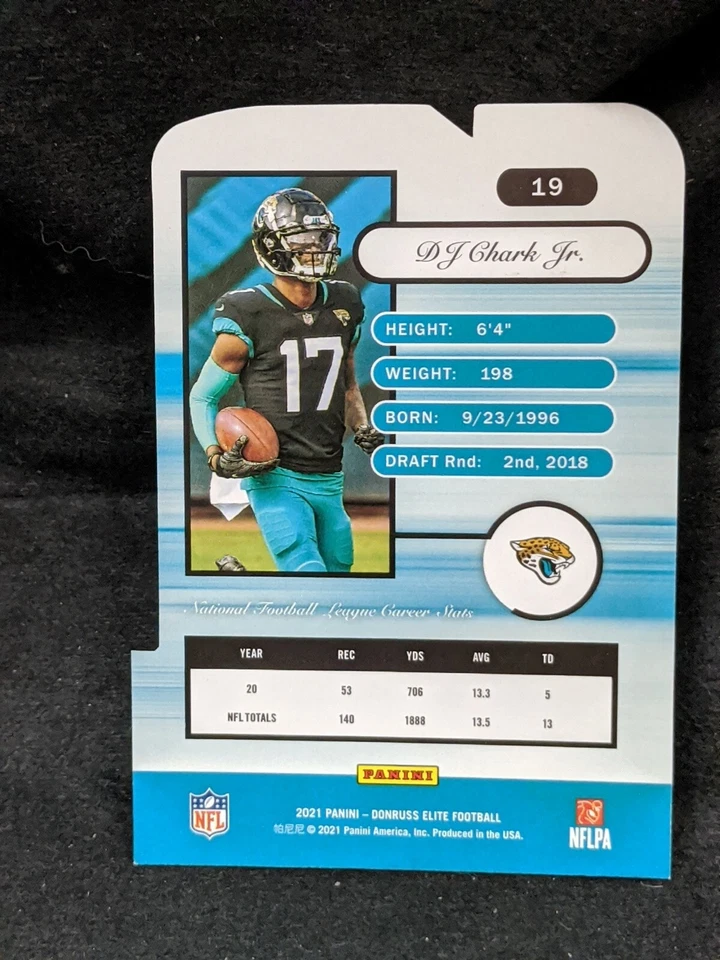 19
DJ Chark Jr.
HEIGHT: 6'4"
WEIGHT: 198
BORN: 9/23/1996
DRAFT Rnd: 2nd, 2018
17
National Football League Career Stats
YEAR REC YDS AVG TD
20 53 706 13.3 5
NFL TOTALS 140 1888 13.5 13
PANINI
NFL
2021 PANINI – DONRUSS ELITE FOOTBALL
帕尼尼 © 2021 Panini America, Inc. Produced in the USA.
NFLPA